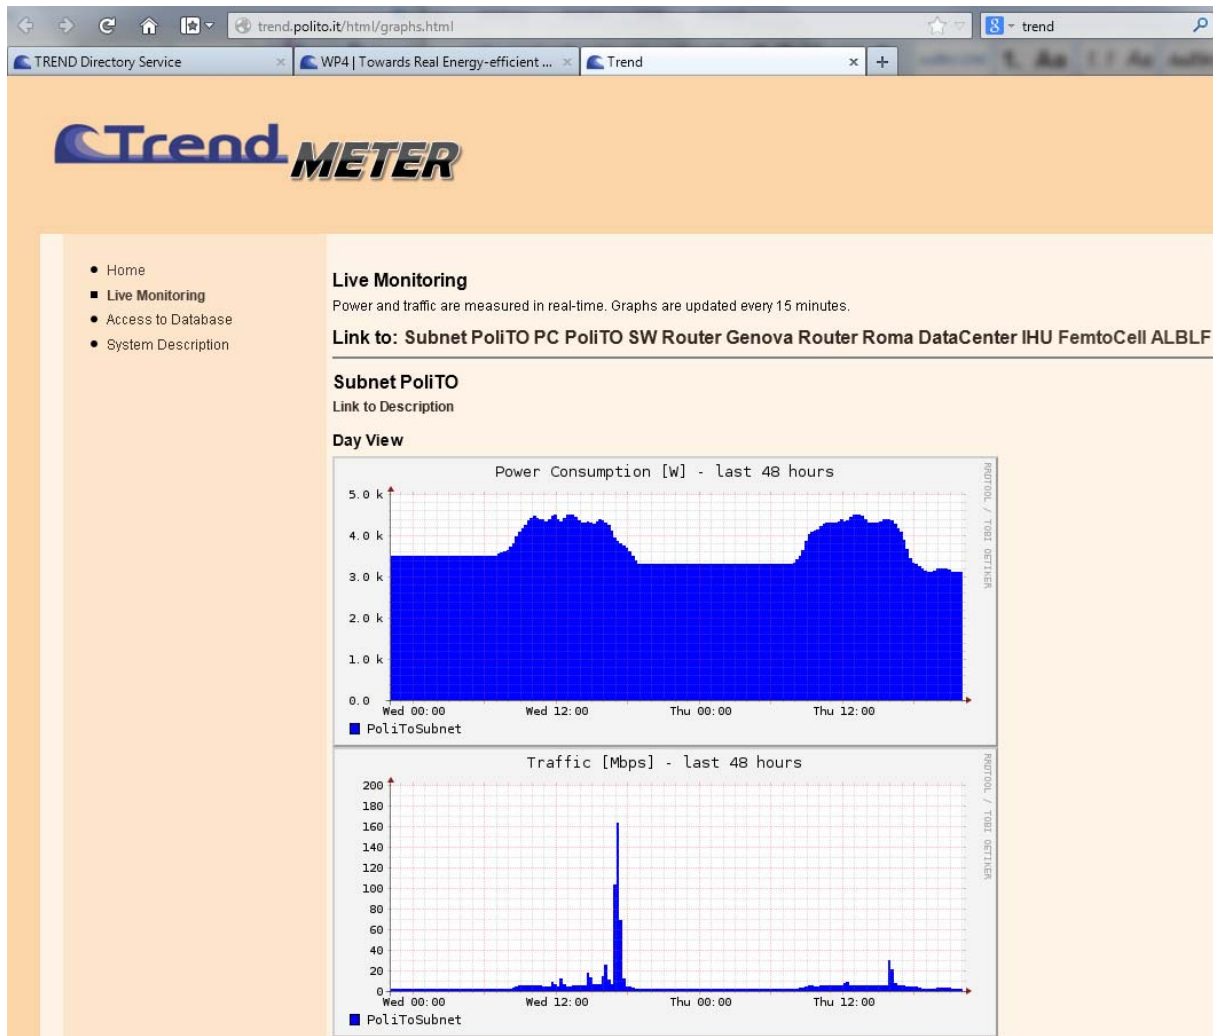 trend.polito.it/html/graphs.html
trend
TREND Directory Service
WP4 | Towards Real Energy-efficient ...
Trend
Trend METER
Home
Live Monitoring
Access to Database
System Description
Live Monitoring
Power and traffic are measured in real-time. Graphs are updated every 15 minutes.
Link to: Subnet PoliTO PC PoliTO SW Router Genova Router Roma DataCenter IHU FemtoCell ALBLF
Subnet PoliTO
Link to Description
Day View
Power Consumption [W] - last 48 hours
5.0 k
4.0 k
3.0 k
2.0 k
1.0 k
0.0
Wed 00:00 Wed 12:00 Thu 00:00 Thu 12:00
PoliToSubnet
RRDTOOL / TOBI OETIKER
Traffic [Mbps] - last 48 hours
200
180
160
140
120
100
80
60
40
20
0
Wed 00:00 Wed 12:00 Thu 00:00 Thu 12:00
PoliToSubnet
RRDTOOL / TOBI OETIKER